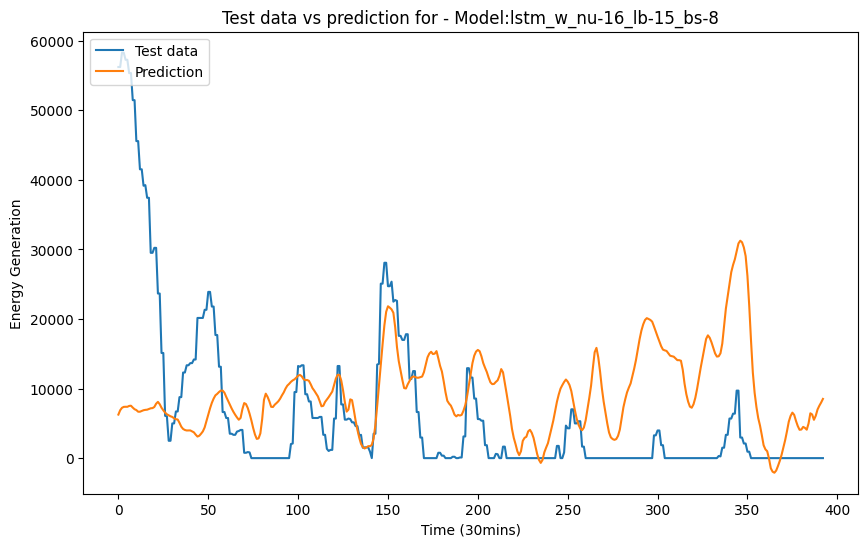 Test data vs prediction for - Model:lstm_w_nu-16_lb-15_bs-8
60000
50000
40000
30000
20000
10000
0
Energy Generation
Test data
Prediction
0 50 100 150 200 250 300 350 400
Time (30mins)